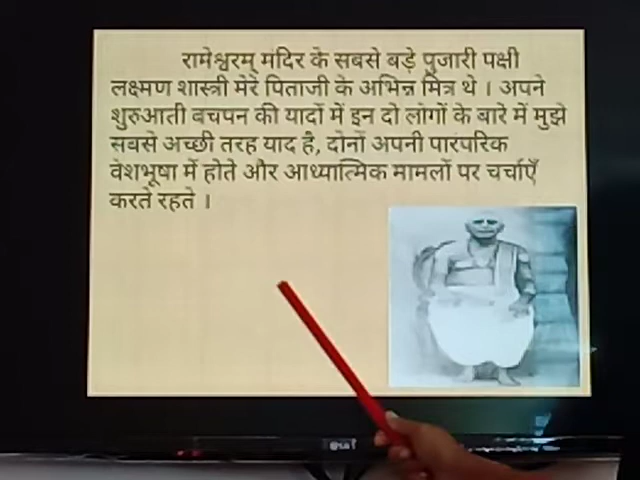 रामेश्वरम् मंदिर के सबसे बड़े पुजारी पक्षी
लक्ष्मण शास्त्री मेरे पिताजी के अभिन्न मित्र थे । अपने
शुरुआती बचपन की यादों में इन दो लोगों के बारे में मुझे
सबसे अच्छी तरह याद है, दोनों अपनी पारंपरिक
वेशभूषा में होते और आध्यात्मिक मामलों पर चर्चाएँ
करते रहते ।